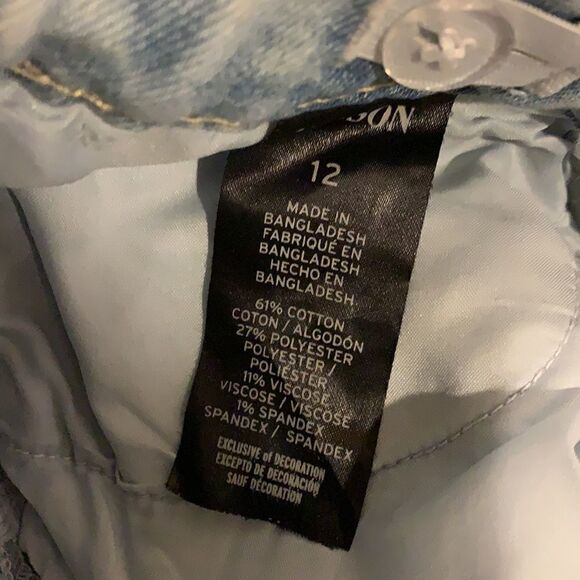 12
MADE IN
BANGLADESH
FABRIQUÉ EN
BANGLADESH
HECHO EN
BANGLADESH
61% COTTON
COTON / ALGODÓN
27% POLYESTER
POLYESTER /
POLIÉSTER
11% VISCOSE
VISCOSE / VISCOSE
1% SPANDEX
SPANDEX / SPANDEX
EXCLUSIVE of DECORATION
EXCEPTO DE DECORACIÓN
SAUF DÉCORATION